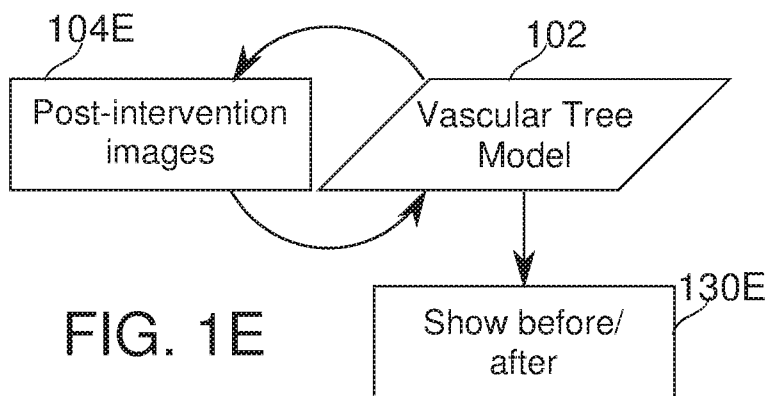 104E
102
Post-intervention
images
Vascular Tree
Model
130E
Show before/
after
FIG. 1E